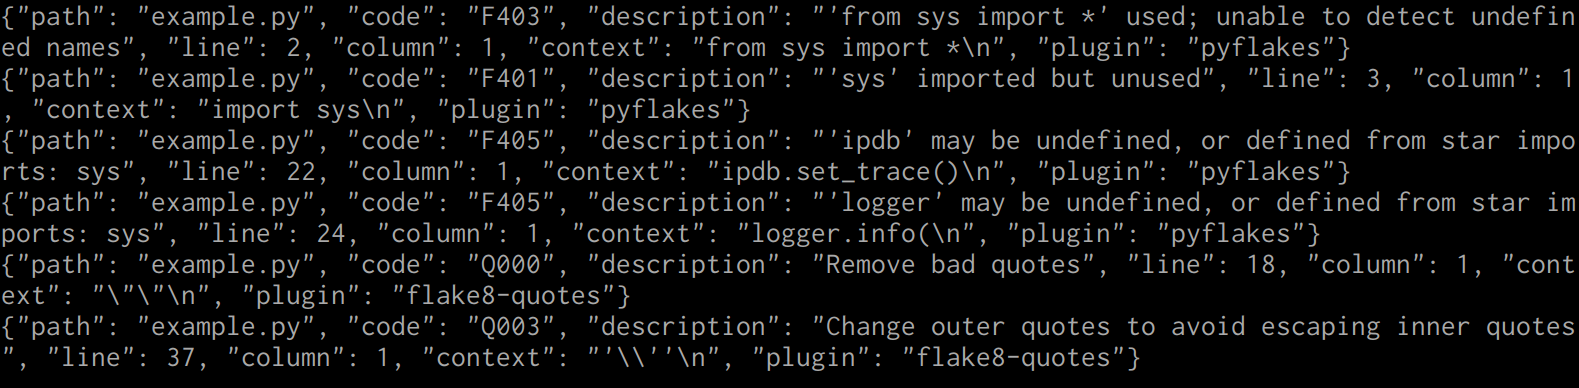 {"path": "example.py", "code": "F403", "description": "'from sys import *' used; unable to detect undefin
ed names", "line": 2, "column": 1, "context": "from sys import *\n", "plugin": "pyflakes"}
{"path": "example.py", "code": "F401", "description": "'sys' imported but unused", "line": 3, "column": 1
, "context": "import sys\n", "plugin": "pyflakes"}
{"path": "example.py", "code": "F405", "description": "'ipdb' may be undefined, or defined from star impo
rts: sys", "line": 22, "column": 1, "context": "ipdb.set_trace()\n", "plugin": "pyflakes"}
{"path": "example.py", "code": "F405", "description": "'logger' may be undefined, or defined from star im
ports: sys", "line": 24, "column": 1, "context": "logger.info(\n", "plugin": "pyflakes"}
{"path": "example.py", "code": "Q000", "description": "Remove bad quotes", "line": 18, "column": 1, "cont
ext": "\"\"\n", "plugin": "flake8-quotes"}
{"path": "example.py", "code": "Q003", "description": "Change outer quotes to avoid escaping inner quotes
", "line": 37, "column": 1, "context": "'\\''\n", "plugin": "flake8-quotes"}